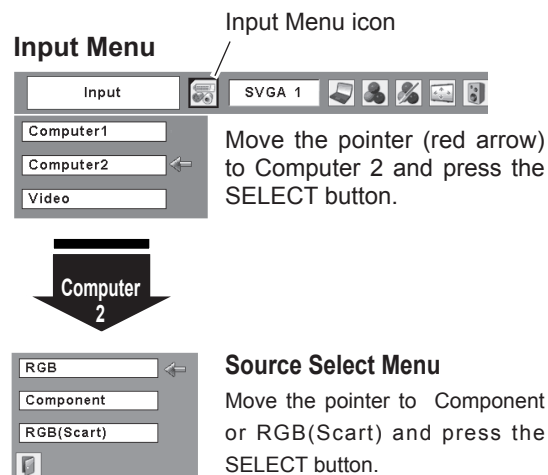 Input Menu icon
Input Menu
Input
SVGA 1
Computer1
Computer2
Video
Move the pointer (red arrow)
to Computer 2 and press the
SELECT button.
Computer
2
RGB
Component
RGB(Scart)
Source Select Menu
Move the pointer to Component
or RGB(Scart) and press the
SELECT button.